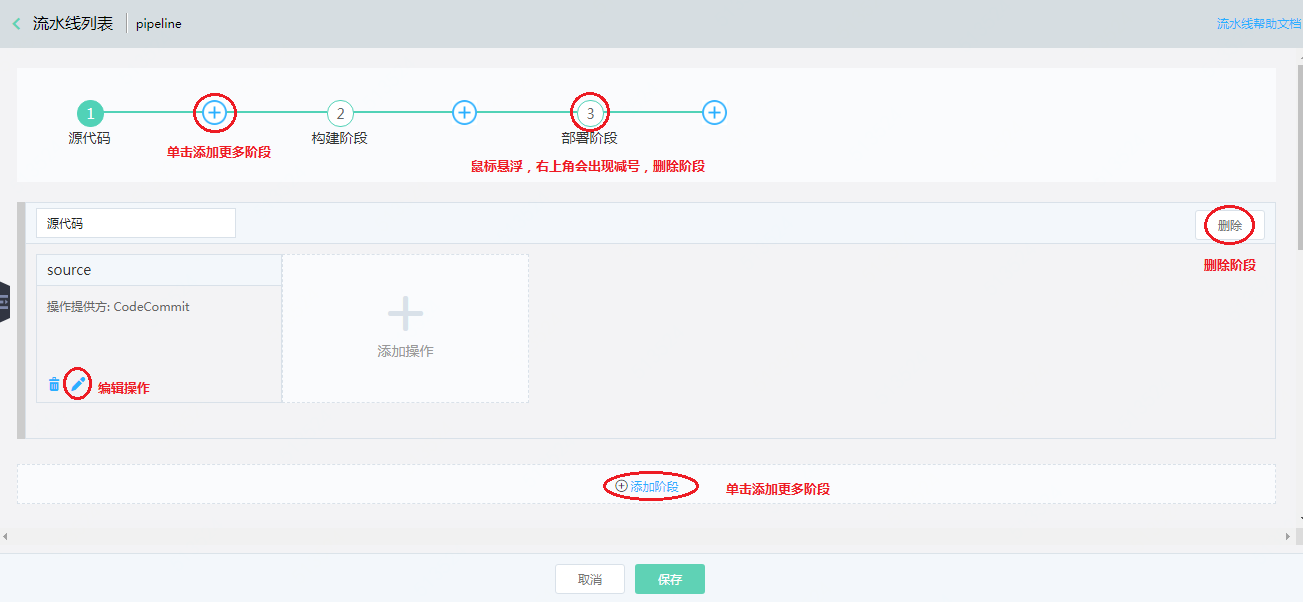 流水线列表 pipeline 流水线帮助文档
1 2 3
源代码 构建阶段 部署阶段
单击添加更多阶段
鼠标悬浮，右上角会出现减号，删除阶段
源代码 删除
删除阶段
source
操作提供方: CodeCommit
添加操作
编辑操作
添加阶段 单击添加更多阶段
取消 保存